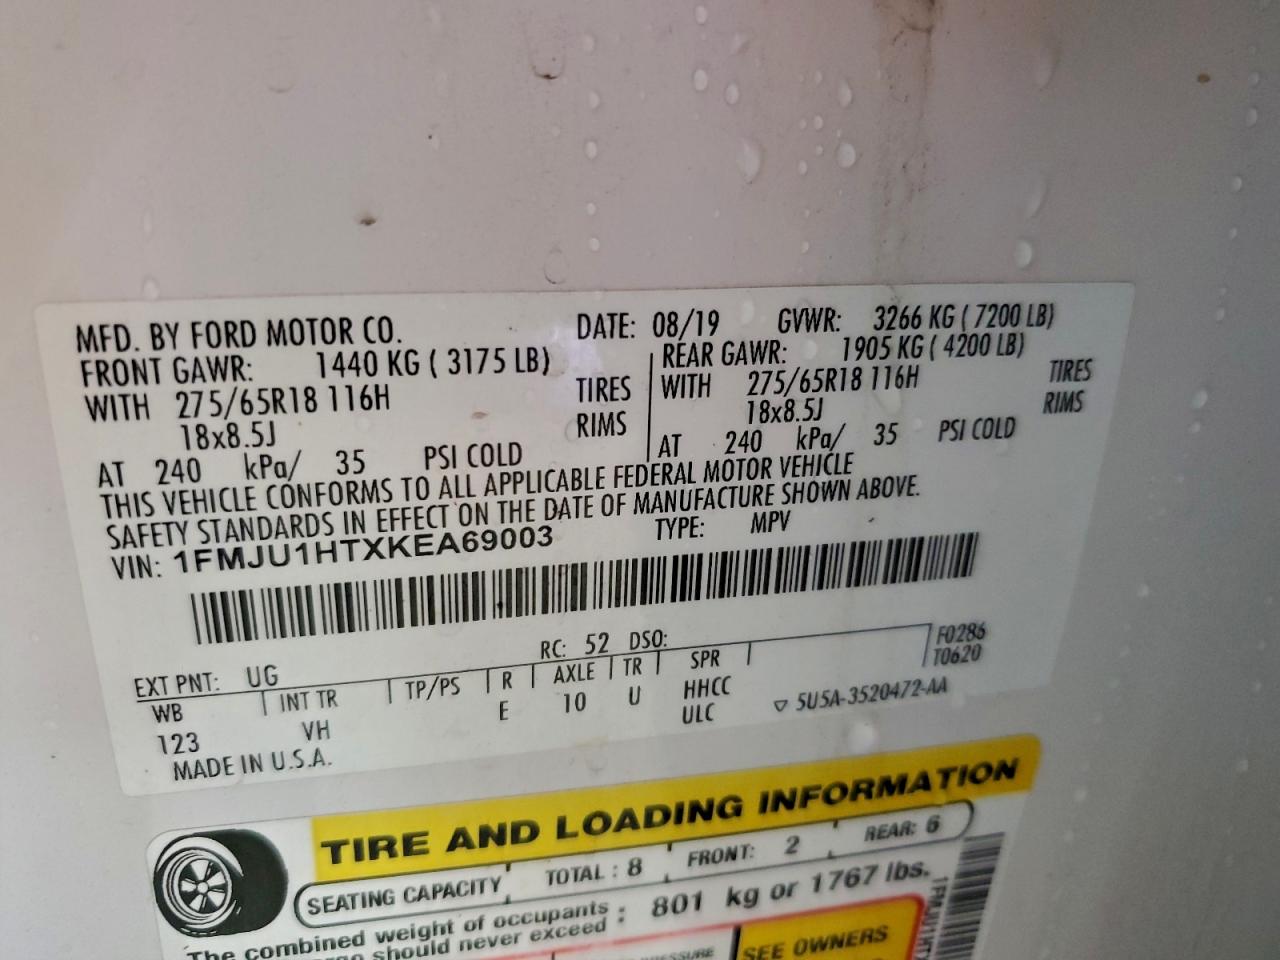 MFD. BY FORD MOTOR CO. DATE: 08/19 GVWR: 3266 KG ( 7200 LB)
FRONT GAWR: 1440 KG ( 3175 LB) REAR GAWR: 1905 KG ( 4200 LB)
WITH 275/65R18 116H TIRES WITH 275/65R18 116H TIRES
18x8.5J RIMS 18x8.5J RIMS
AT 240 kPa/ 35 PSI COLD AT 240 kPa/ 35 PSI COLD
THIS VEHICLE CONFORMS TO ALL APPLICABLE FEDERAL MOTOR VEHICLE
SAFETY STANDARDS IN EFFECT ON THE DATE OF MANUFACTURE SHOWN ABOVE.
VIN: 1FMJU1HTXKEA69003 TYPE: MPV
EXT PNT: UG RC: 52 DSO: F0286
WB INT TR TP/PS R AXLE TR SPR T0620
123 VH E 10 U HHCC
ULC ▽ 5U5A-3520472-AA
MADE IN U.S.A.
TIRE AND LOADING INFORMATION
SEATING CAPACITY TOTAL : 8 FRONT: 2 REAR: 6
The combined weight of occupants : 801 kg or 1767 lbs.
should never exceed
SEE OWNERS